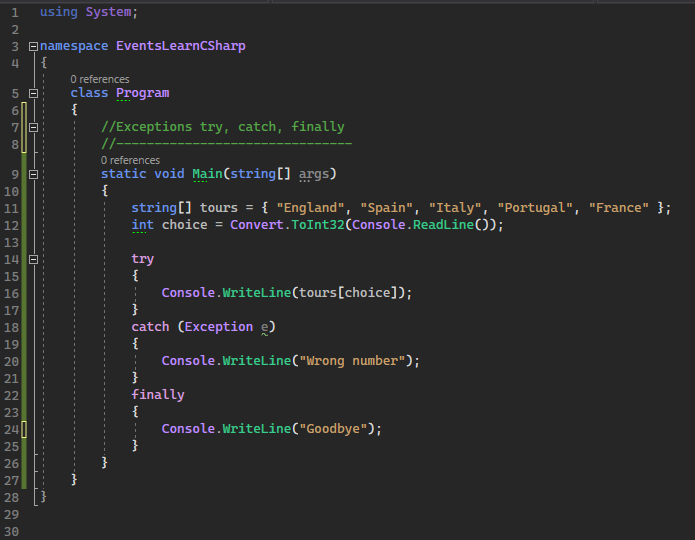 1 using System;
2
3 namespace EventsLearnCSharp
4 {
0 references
5 class Program
6 {
7 //Exceptions try, catch, finally
8 //-------------------------------
0 references
9 static void Main(string[] args)
10 {
11 string[] tours = { "England", "Spain", "Italy", "Portugal", "France" };
12 int choice = Convert.ToInt32(Console.ReadLine());
13
14 try
15 {
16 Console.WriteLine(tours[choice]);
17 }
18 catch (Exception e)
19 {
20 Console.WriteLine("Wrong number");
21 }
22 finally
23 {
24 Console.WriteLine("Goodbye");
25 }
26 }
27 }
28 }
29
30